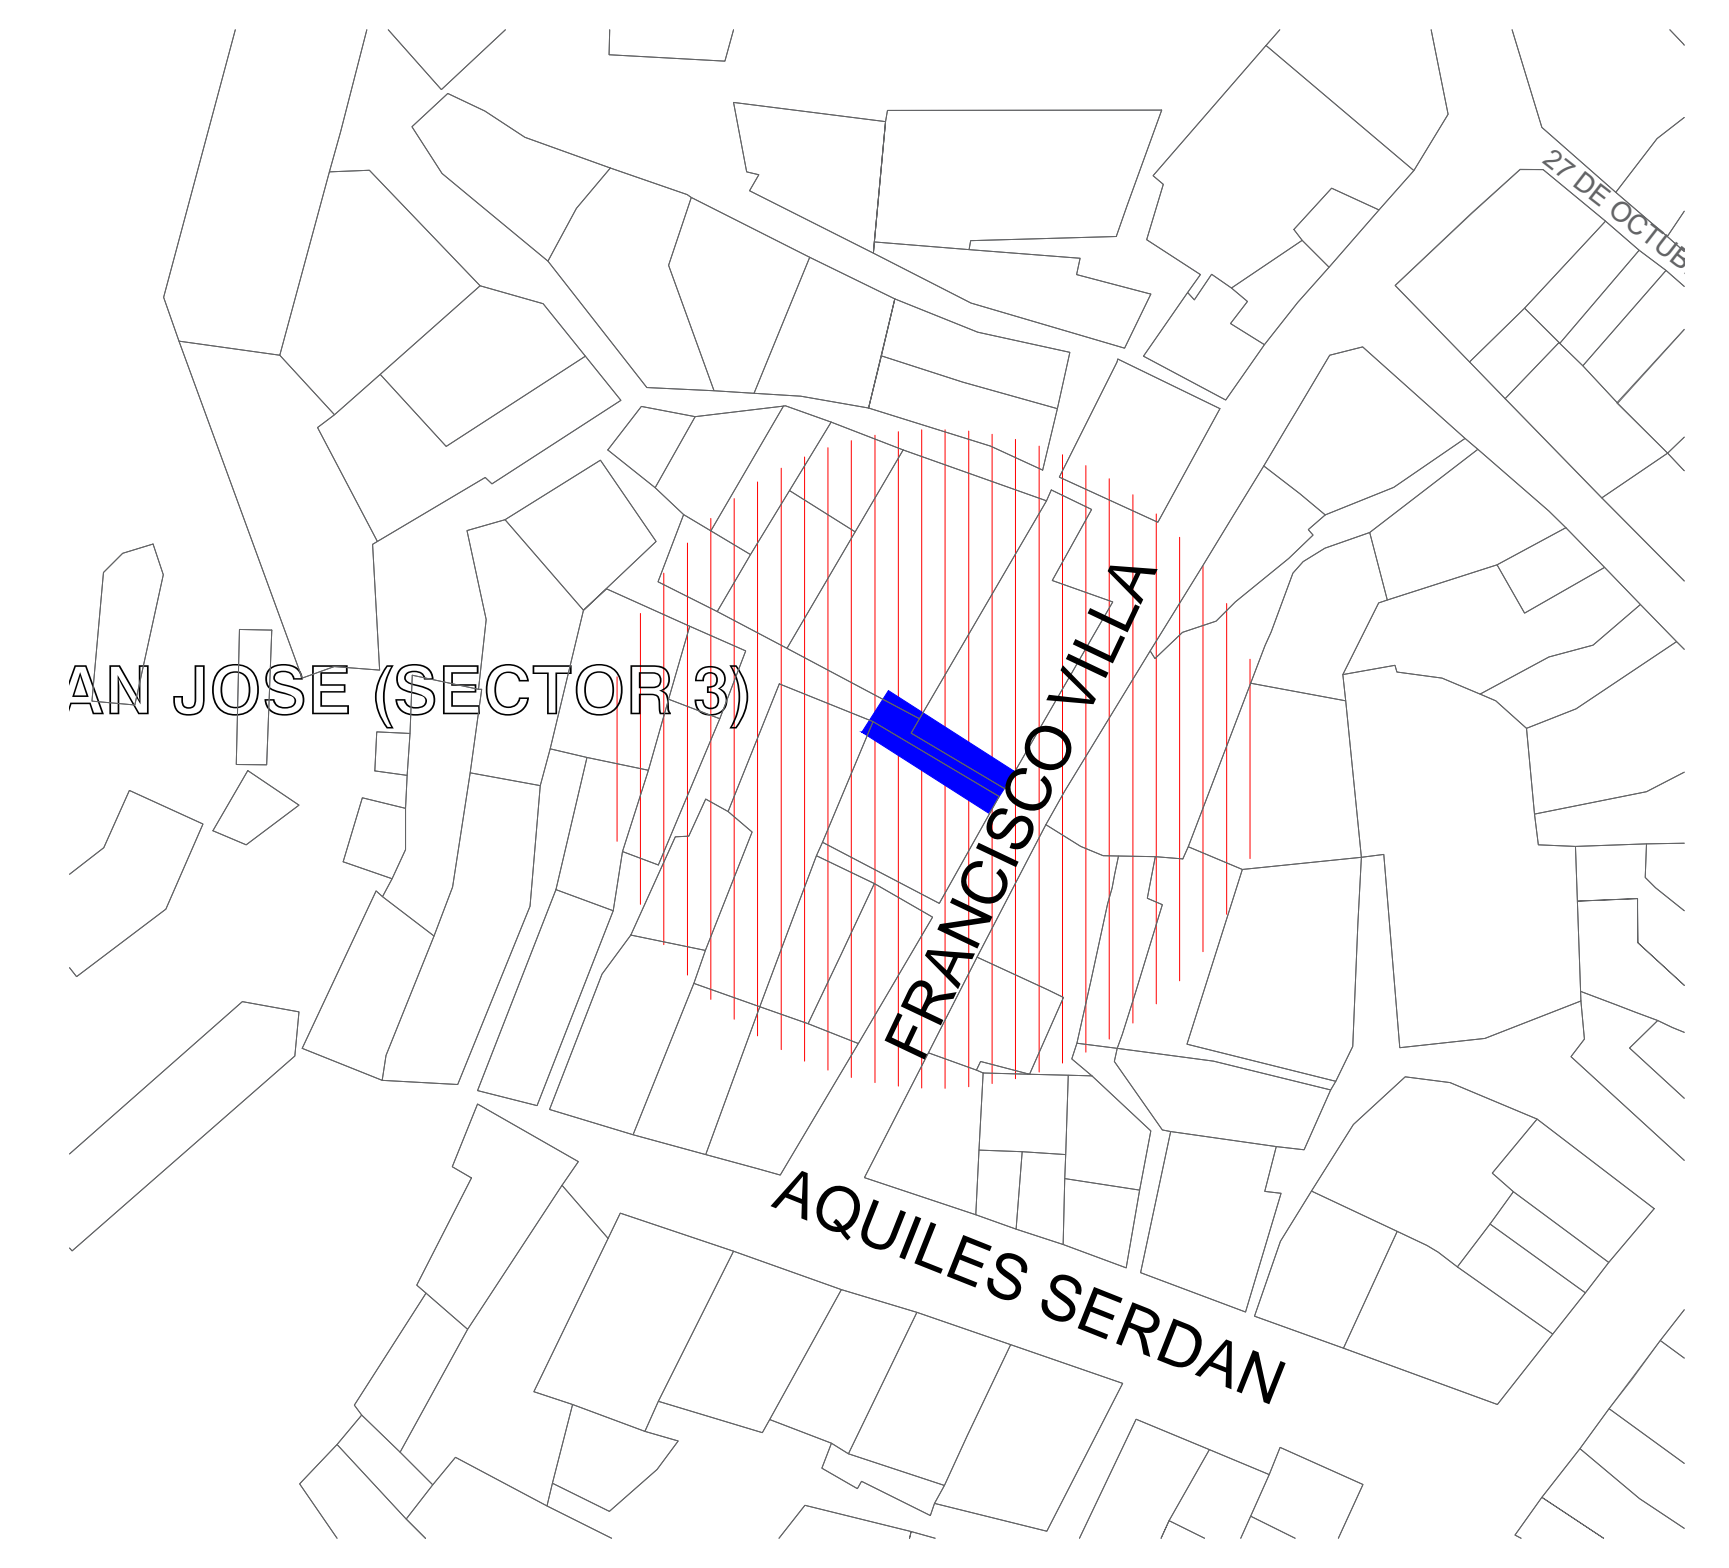 27 DE OCTUB
FRANCISCO VILLA
AN JOSE (SECTOR 3)
AQUILES SERDAN